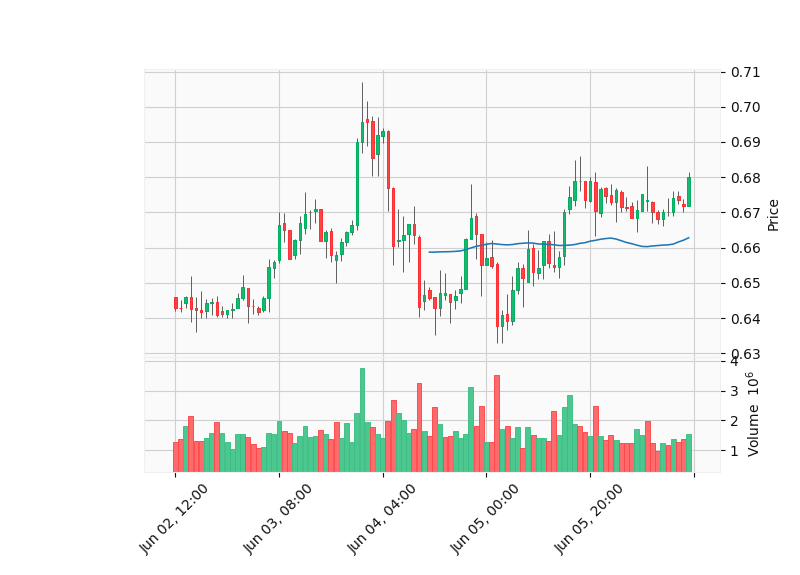 0.71
0.70
0.69
0.68
0.67
0.66
0.65
0.64
0.63
Price
4
3
2
1
Volume 10^6
Jun 02, 12:00
Jun 03, 08:00
Jun 04, 04:00
Jun 05, 00:00
Jun 05, 20:00